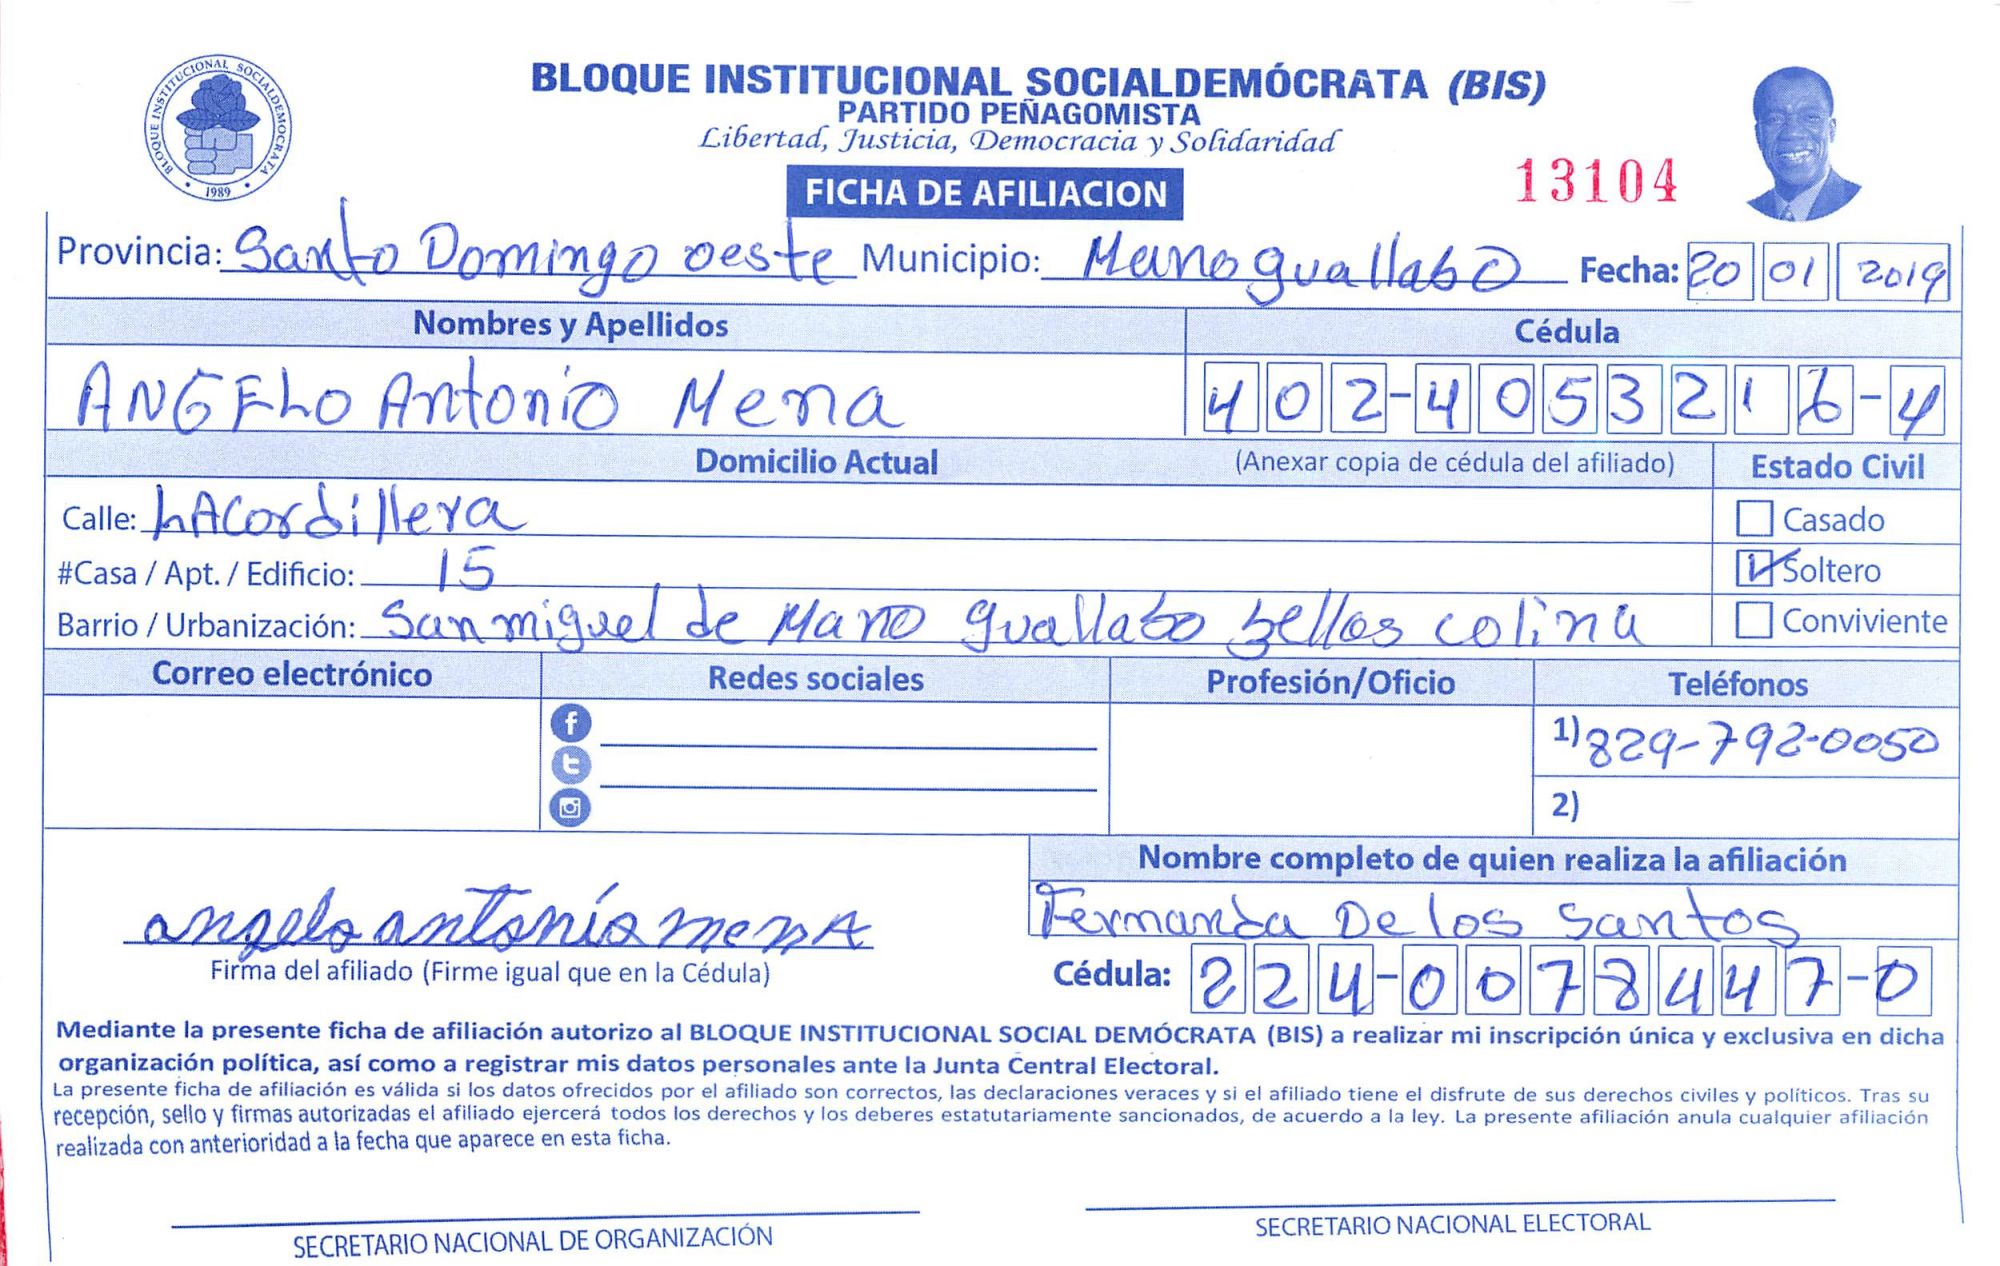 BLOQUE INSTITUCIONAL SOCIALDEMÓCRATA (BIS)
PARTIDO PEÑAGOMISTA
Libertad, Justicia, Democracia y Solidaridad
BLOQUE INSTITUCIONAL SOCIALDEMOCRATA
1989
FICHA DE AFILIACION
13104
Provincia: Santo Domingo oeste Municipio: Mano guallabo Fecha: 20 01 2019
Nombres y Apellidos Cédula
ANGELO Antonio Mena 402-4053216-4
Domicilio Actual (Anexar copia de cédula del afiliado) Estado Civil
Calle: LACordillera Casado
#Casa / Apt. / Edificio: 15 Soltero
Barrio / Urbanización: San miguel de Mano guallabo bellas colina Conviviente
Correo electrónico Redes sociales Profesión/Oficio Teléfonos
1) 829-792-0050
2)
Nombre completo de quien realiza la afiliación
Fernanda De los Santos
angelo antonio menA
Firma del afiliado (Firme igual que en la Cédula) Cédula: 224-0078447-0
Mediante la presente ficha de afiliación autorizo al BLOQUE INSTITUCIONAL SOCIAL DEMÓCRATA (BIS) a realizar mi inscripción única y exclusiva en dicha
organización política, así como a registrar mis datos personales ante la Junta Central Electoral.
La presente ficha de afiliación es válida si los datos ofrecidos por el afiliado son correctos, las declaraciones veraces y si el afiliado tiene el disfrute de sus derechos civiles y políticos. Tras su
recepción, sello y firmas autorizadas el afiliado ejercerá todos los derechos y los deberes estatutariamente sancionados, de acuerdo a la ley. La presente afiliación anula cualquier afiliación
realizada con anterioridad a la fecha que aparece en esta ficha.
SECRETARIO NACIONAL DE ORGANIZACIÓN SECRETARIO NACIONAL ELECTORAL